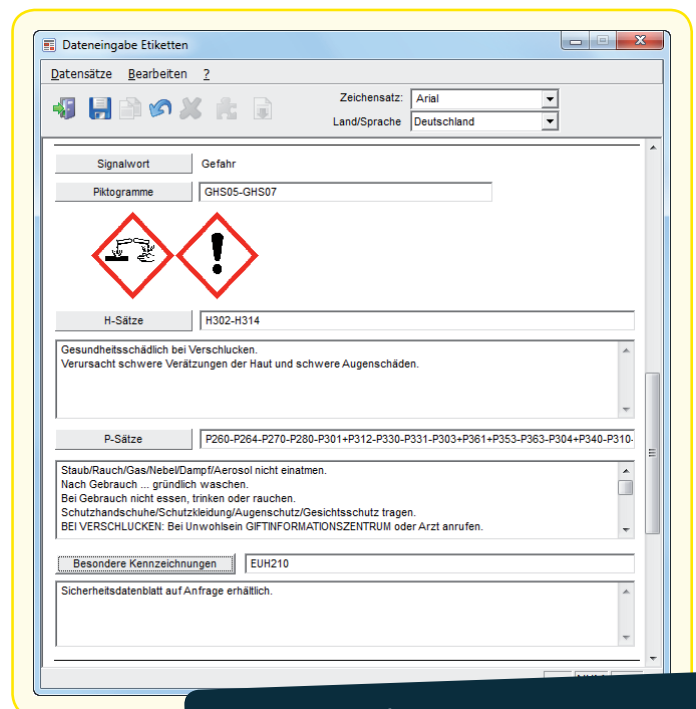 Dateneingabe Etiketten
Datensätze Bearbeiten ?
Zeichensatz: Arial
Land/Sprache Deutschland
Signalwort Gefahr
Piktogramme GHS05-GHS07
H-Sätze H302-H314
Gesundheitsschädlich bei Verschlucken.
Verursacht schwere Verätzungen der Haut und schwere Augenschäden.
P-Sätze P260-P264-P270-P280-P301+P312-P330-P331-P303+P361+P353-P363-P304+P340-P310-
Staub/Rauch/Gas/Nebel/Dampf/Aerosol nicht einatmen.
Nach Gebrauch ... gründlich waschen.
Bei Gebrauch nicht essen, trinken oder rauchen.
Schutzhandschuhe/Schutzkleidung/Augenschutz/Gesichtsschutz tragen.
BEI VERSCHLUCKEN: Bei Unwohlsein GIFTINFORMATIONSZENTRUM oder Arzt anrufen.
Besondere Kennzeichnungen EUH210
Sicherheitsdatenblatt auf Anfrage erhältlich.